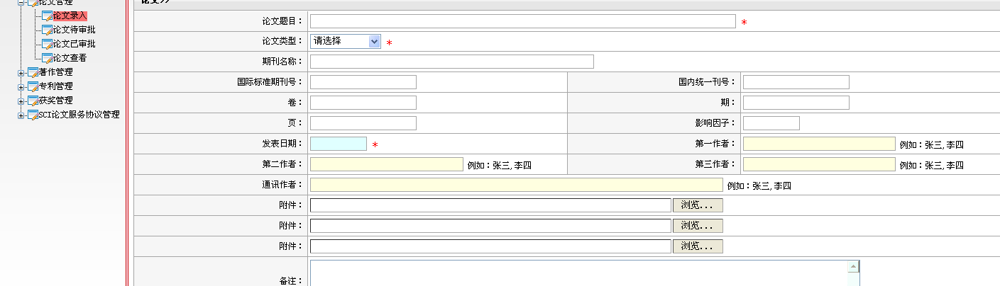 论文管理
论文录入
论文待审批
论文已审批
论文查看
著作管理
专利管理
获奖管理
SCI论文服务协议管理
论文题目： *
论文类型： 请选择 *
期刊名称：
国际标准期刊号： 国内统一刊号：
卷： 期：
页： 影响因子：
发表日期： * 第一作者： 例如：张三,李四
第二作者： 例如：张三,李四 第三作者： 例如：张三,李四
通讯作者： 例如：张三,李四
附件： 浏览...
附件： 浏览...
附件： 浏览...
备注：